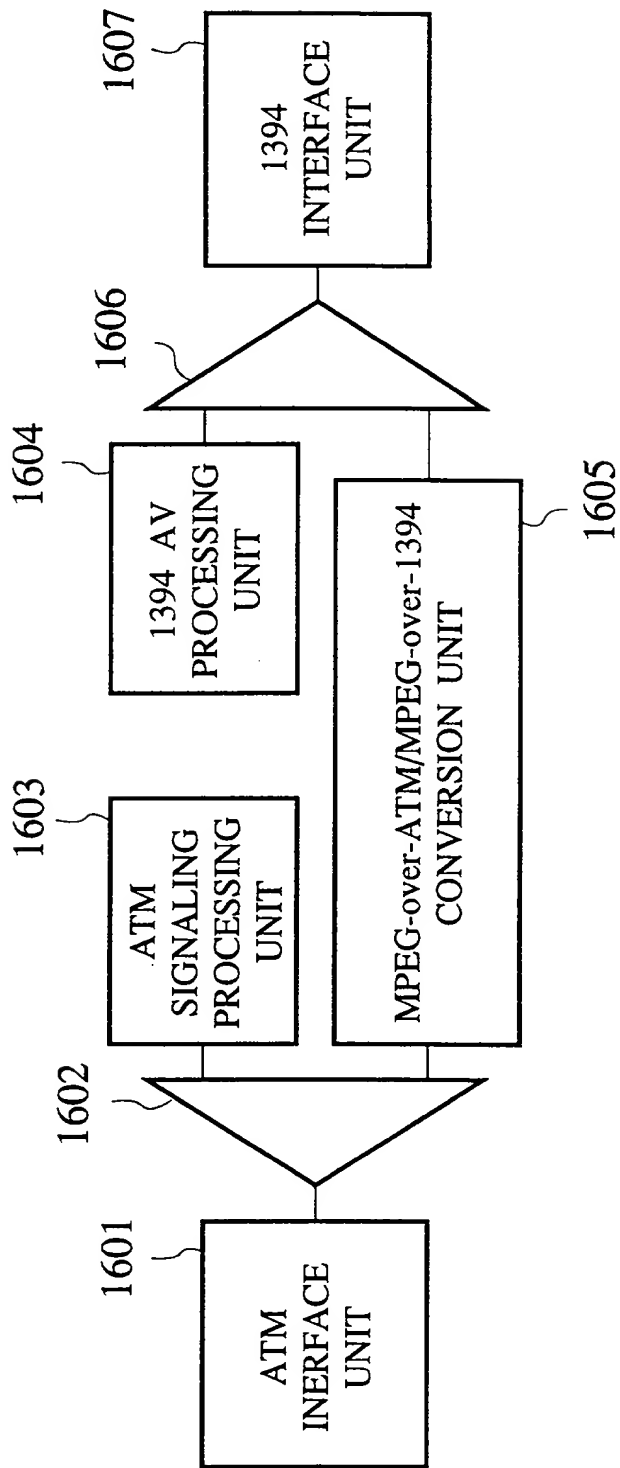 1601
ATM
INERFACE
UNIT
1602
1603
ATM
SIGNALING
PROCESSING
UNIT
1604
1394 AV
PROCESSING
UNIT
MPEG-over-ATM/MPEG-over-1394
CONVERSION UNIT
1605
1606
1607
1394
INTERFACE
UNIT